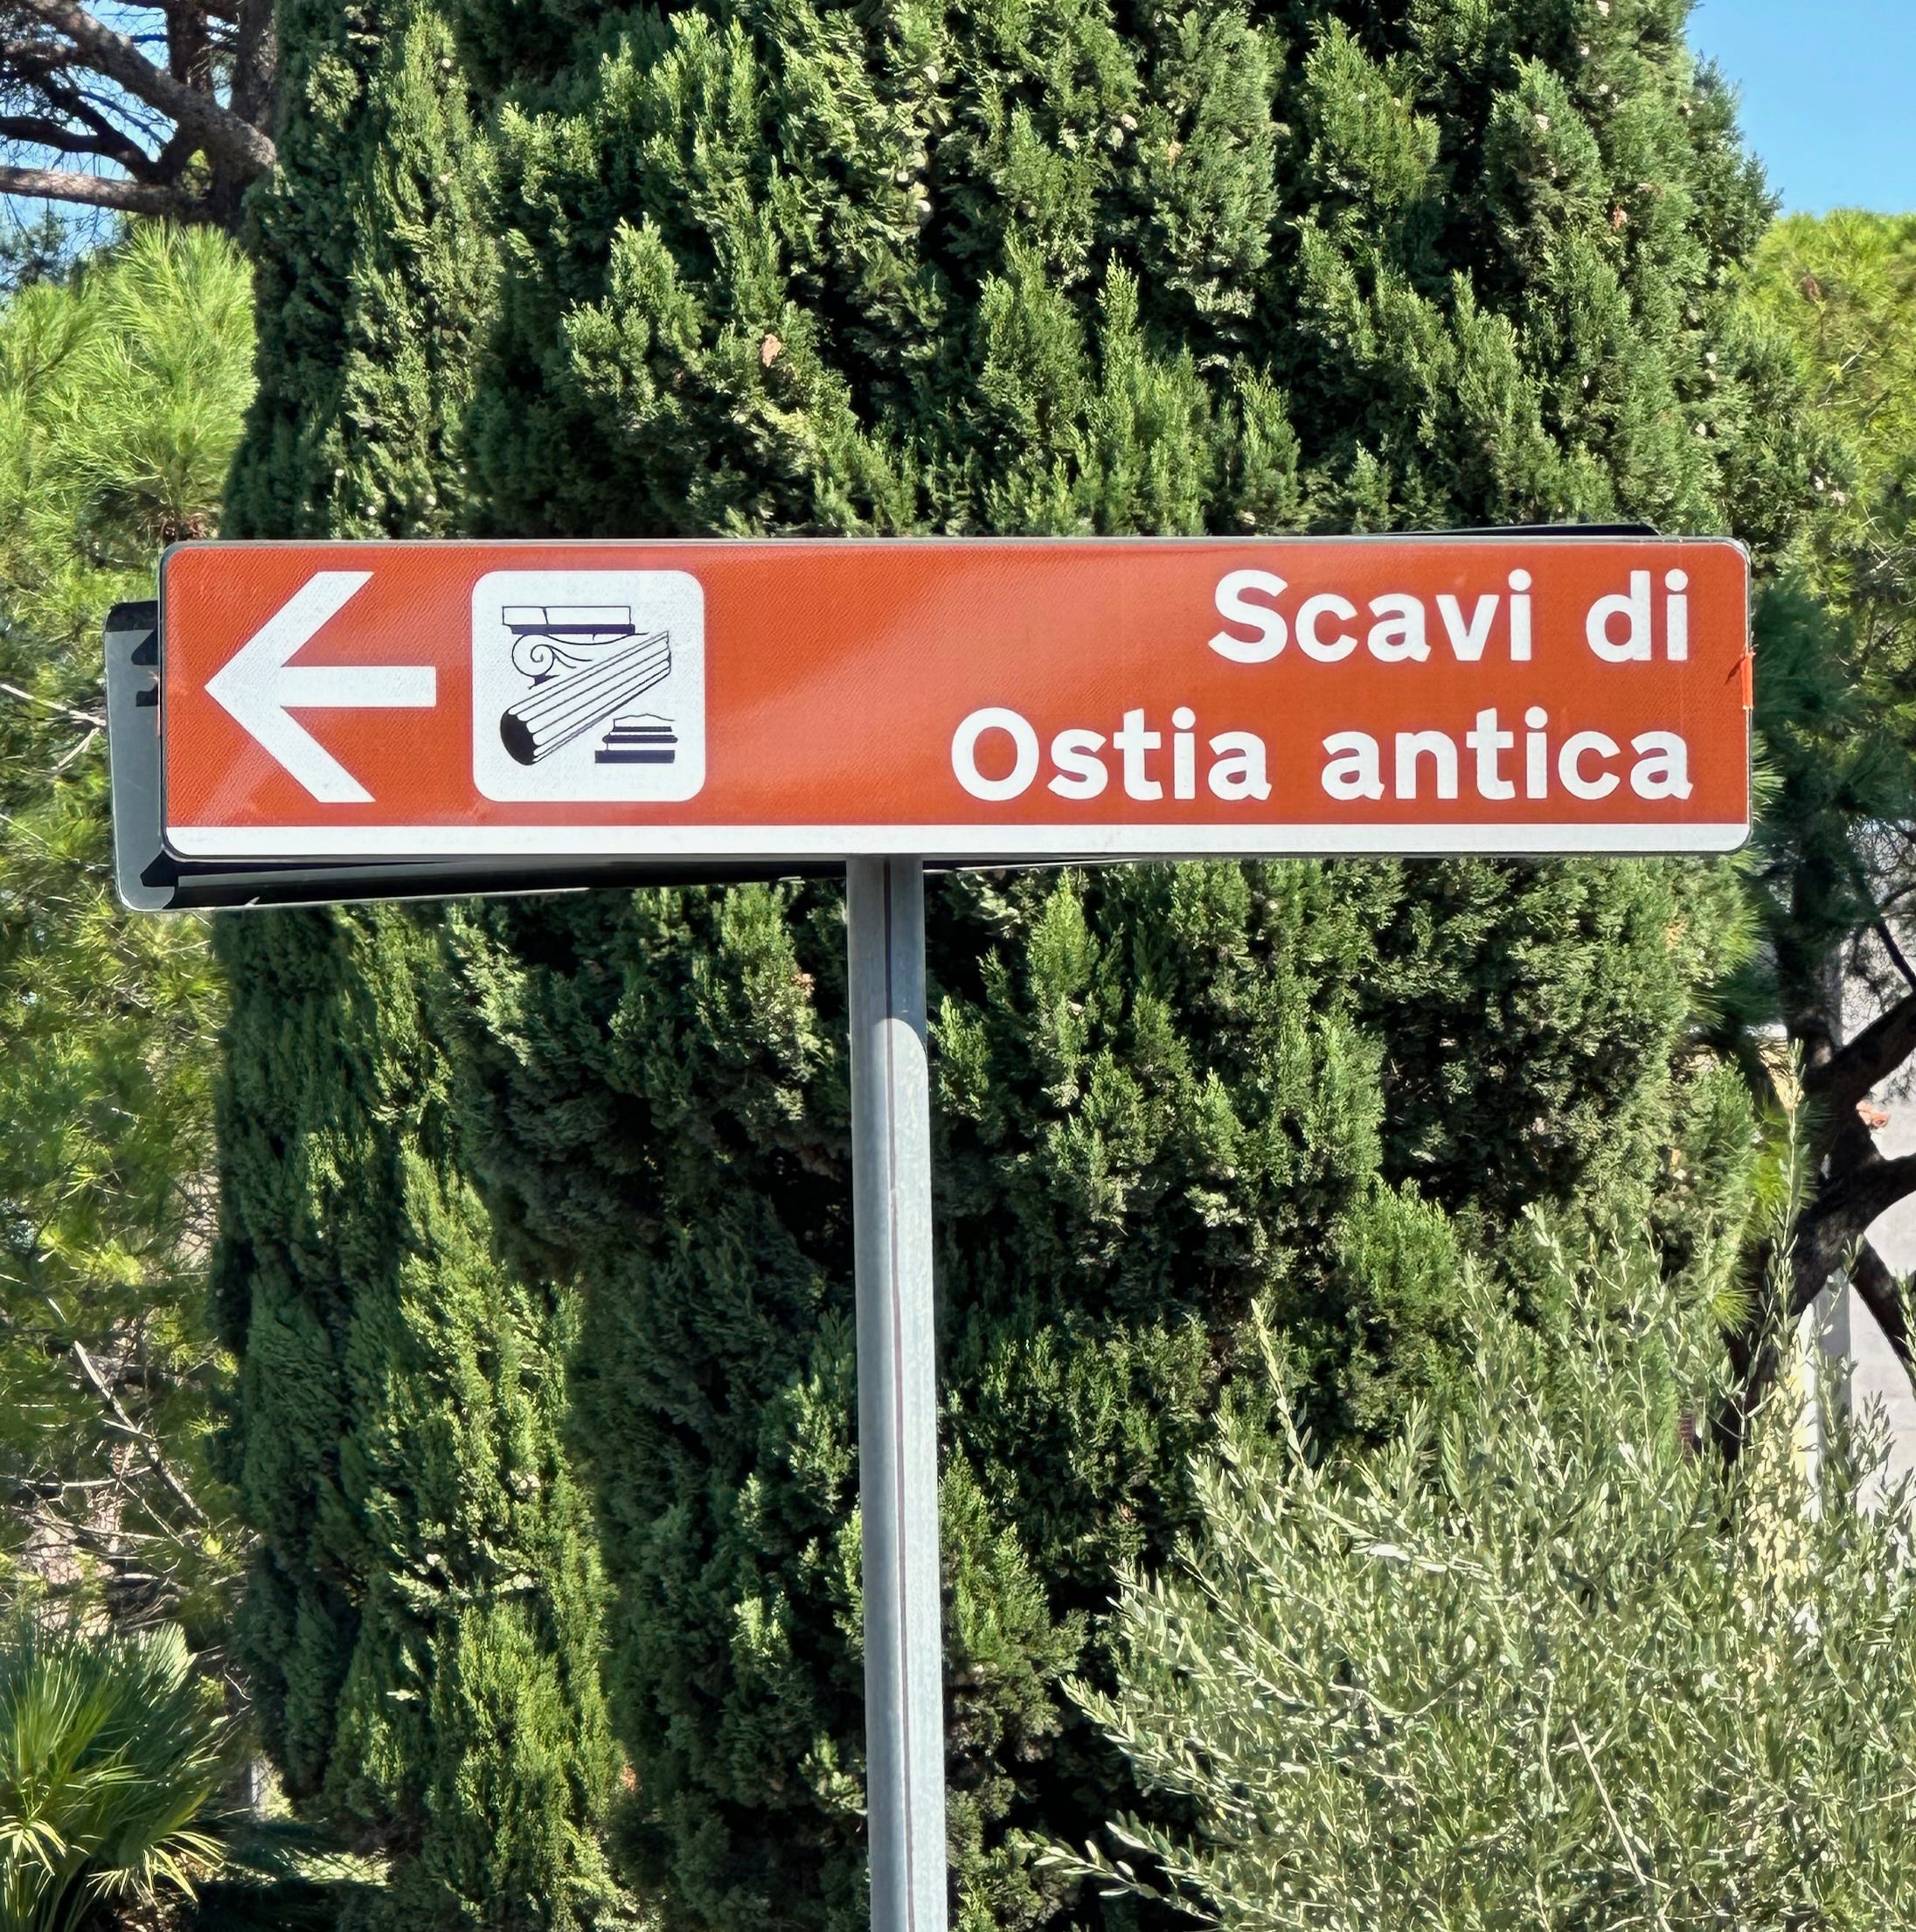 Scavi di
Ostia antica